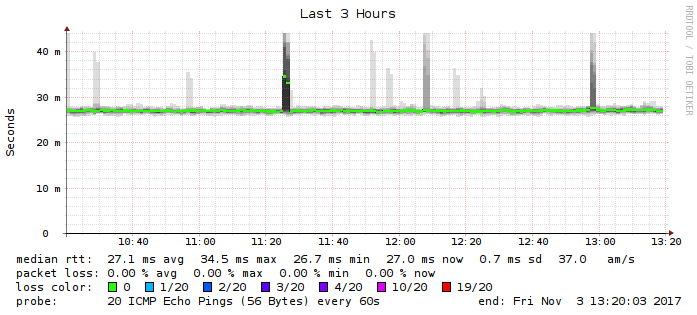 Last 3 Hours
RRDTOOL / TOBI OETIKER
Seconds
40 m
30 m
20 m
10 m
0
10:40 11:00 11:20 11:40 12:00 12:20 12:40 13:00 13:20
median rtt: 27.1 ms avg 34.5 ms max 26.7 ms min 27.0 ms now 0.7 ms sd 37.0 am/s
packet loss: 0.00 % avg 0.00 % max 0.00 % min 0.00 % now
loss color: 0 1/20 2/20 3/20 4/20 10/20 19/20
probe: 20 ICMP Echo Pings (56 Bytes) every 60s end: Fri Nov 3 13:20:03 2017